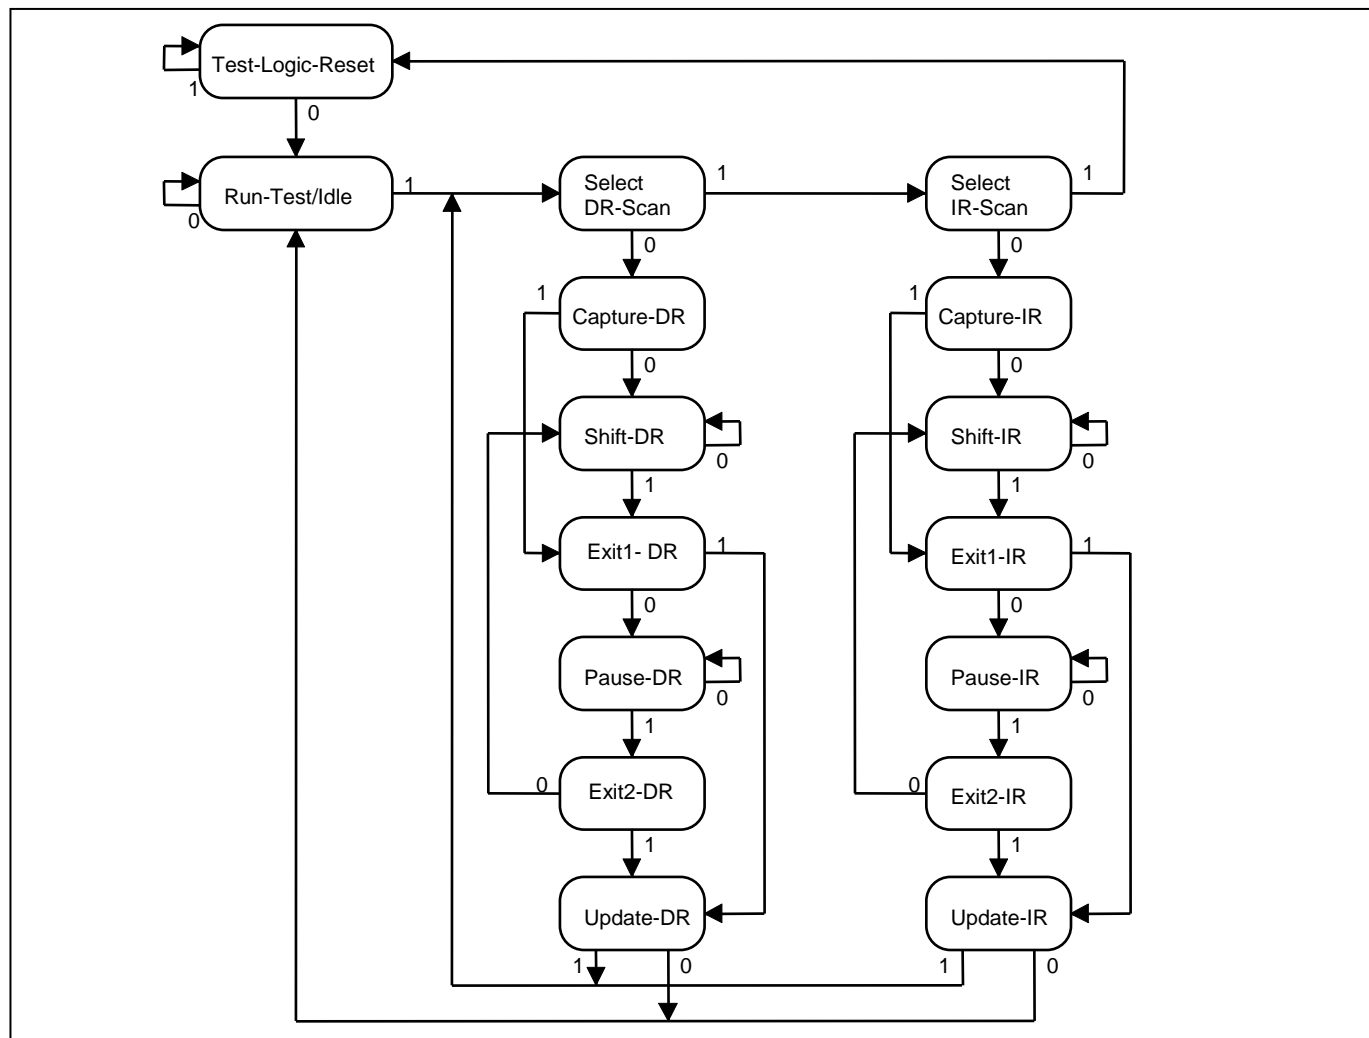 Test-Logic-Reset
1
0
Run-Test/Idle
1
0
Select
DR-Scan
1
0
Select
IR-Scan
1
0
1
Capture-DR
0
1
Capture-IR
0
Shift-DR
0
1
Shift-IR
0
1
Exit1- DR
1
0
Exit1-IR
1
0
Pause-DR
0
1
Pause-IR
0
1
0
Exit2-DR
1
0
Exit2-IR
1
Update-DR
1
0
Update-IR
1
0